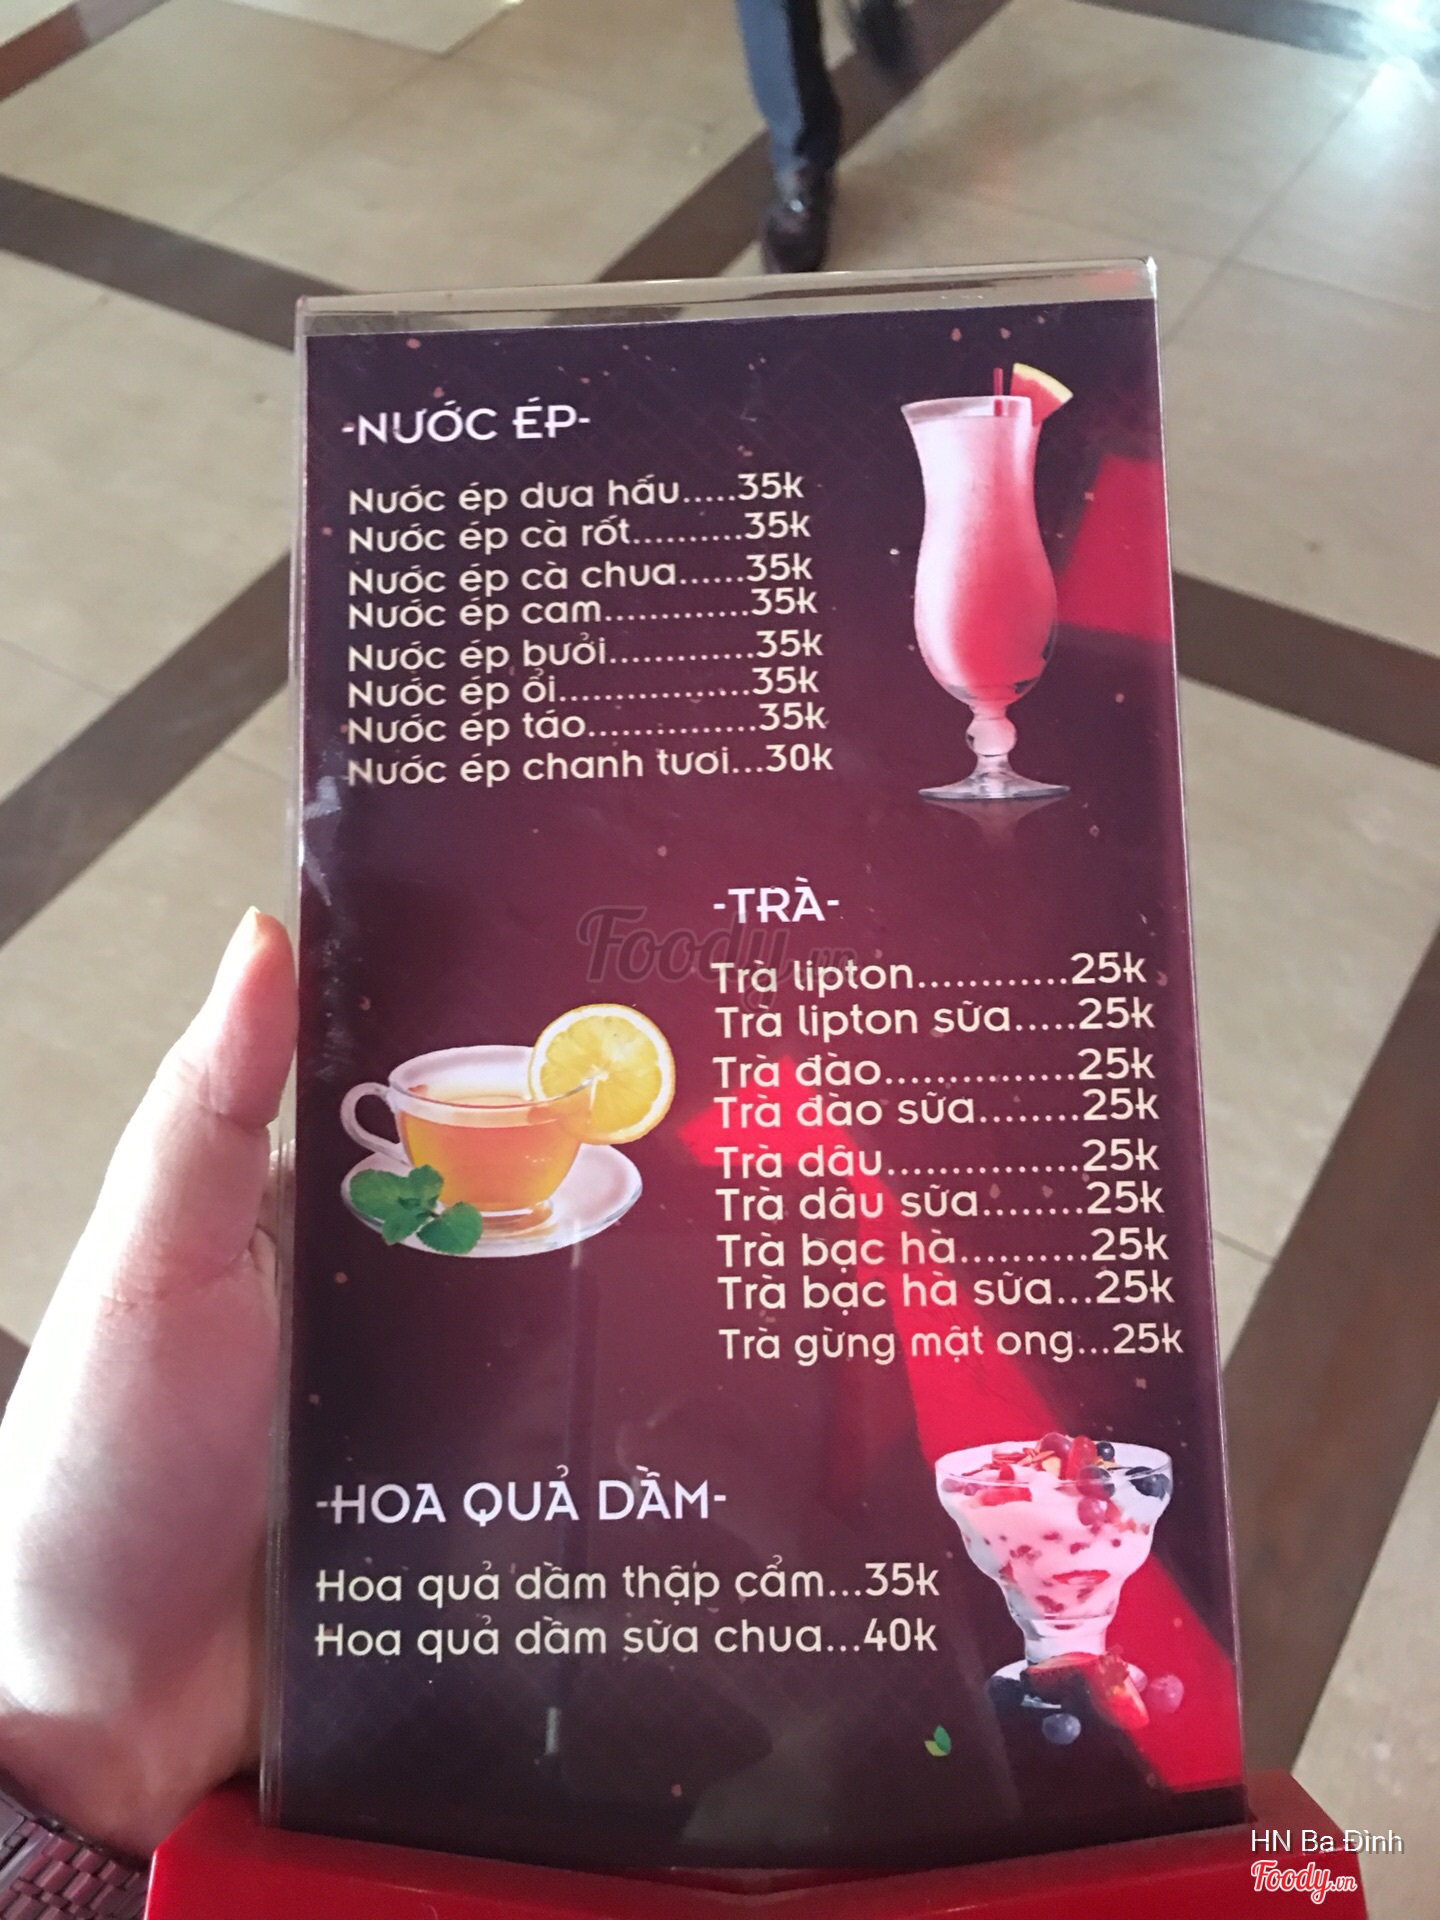 -NƯỚC ÉP-
Nước ép dưa hấu.....35k
Nước ép cà rốt..........35k
Nước ép cà chua......35k
Nước ép cam.............35k
Nước ép bưởi.............35k
Nước ép ổi.................35k
Nước ép táo...............35k
Nước ép chanh tươi...30k
-TRÀ-
Foody.vn
Trà lipton............25k
Trà lipton sữa.....25k
Trà đào...............25k
Trà đào sữa........25k
Trà dâu...............25k
Trà dâu sữa........25k
Trà bạc hà..........25k
Trà bạc hà sữa...25k
Trà gừng mật ong...25k
-HOA QUẢ DẦM-
Hoa quả dầm thập cẩm...35k
Hoa quả dầm sữa chua...40k
HN Ba Đình
Foody.vn